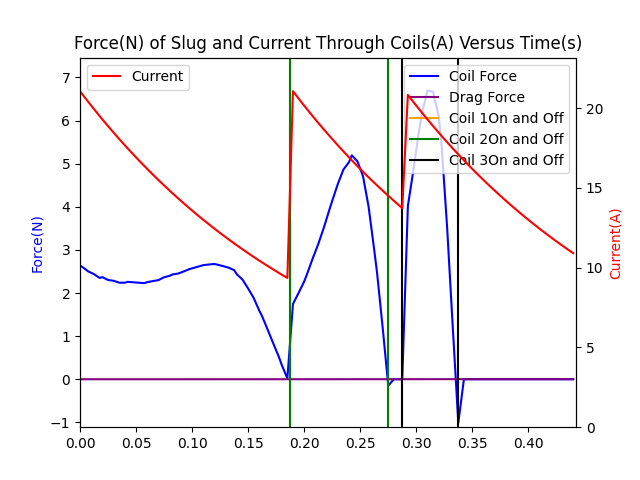 Force(N) of Slug and Current Through Coils(A) Versus Time(s)
Current
Coil Force
Drag Force
Coil 1On and Off
Coil 2On and Off
Coil 3On and Off
Force(N)
7
6
5
4
3
2
1
0
−1
0.00 0.05 0.10 0.15 0.20 0.25 0.30 0.35 0.40
20
15
10
5
0
Current(A)